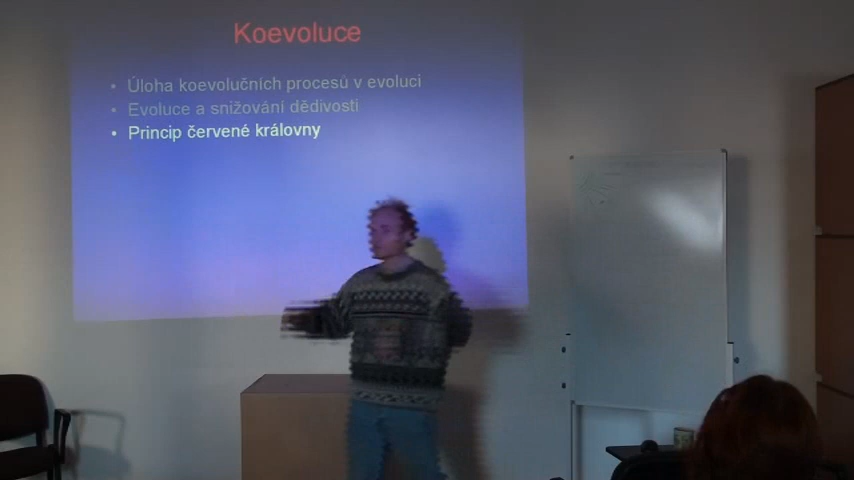 Koevoluce
• Úloha koevolučních procesů v evoluci
• Evoluce a snižování dědivosti
• Princip červené královny